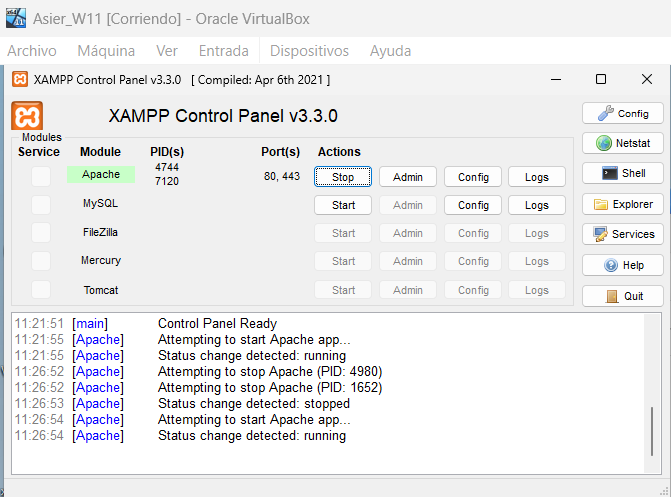 Asier_W11 [Corriendo] - Oracle VirtualBox
Archivo Máquina Ver Entrada Dispositivos Ayuda
XAMPP Control Panel v3.3.0 [ Compiled: Apr 6th 2021 ]
XAMPP Control Panel v3.3.0
Config
Modules
Service Module PID(s) Port(s) Actions
Netstat
Apache 4744 7120 80, 443 Stop Admin Config Logs
Shell
MySQL Start Admin Config Logs
Explorer
FileZilla Start Admin Config Logs
Services
Mercury Start Admin Config Logs
Help
Tomcat Start Admin Config Logs
Quit
11:21:51 [main] Control Panel Ready
11:21:55 [Apache] Attempting to start Apache app...
11:21:55 [Apache] Status change detected: running
11:26:52 [Apache] Attempting to stop Apache (PID: 4980)
11:26:52 [Apache] Attempting to stop Apache (PID: 1652)
11:26:53 [Apache] Status change detected: stopped
11:26:54 [Apache] Attempting to start Apache app...
11:26:54 [Apache] Status change detected: running